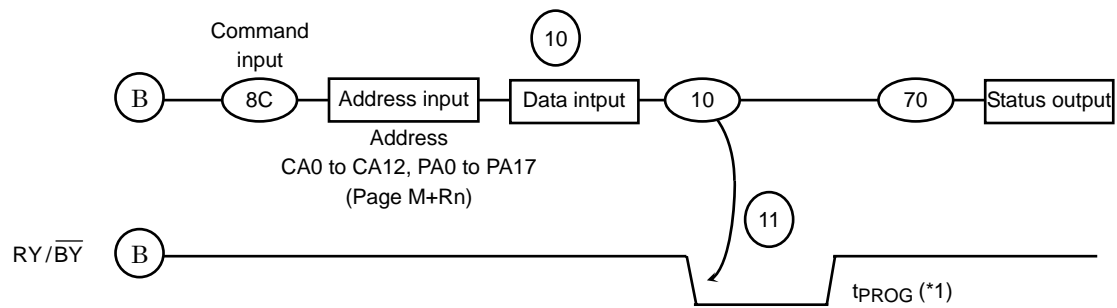 Command
input
10
B
8C
Address input
Data intput
10
70
Status output
Address
CA0 to CA12, PA0 to PA17
(Page M+Rn)
11
RY/BY
B
tPROG (*1)